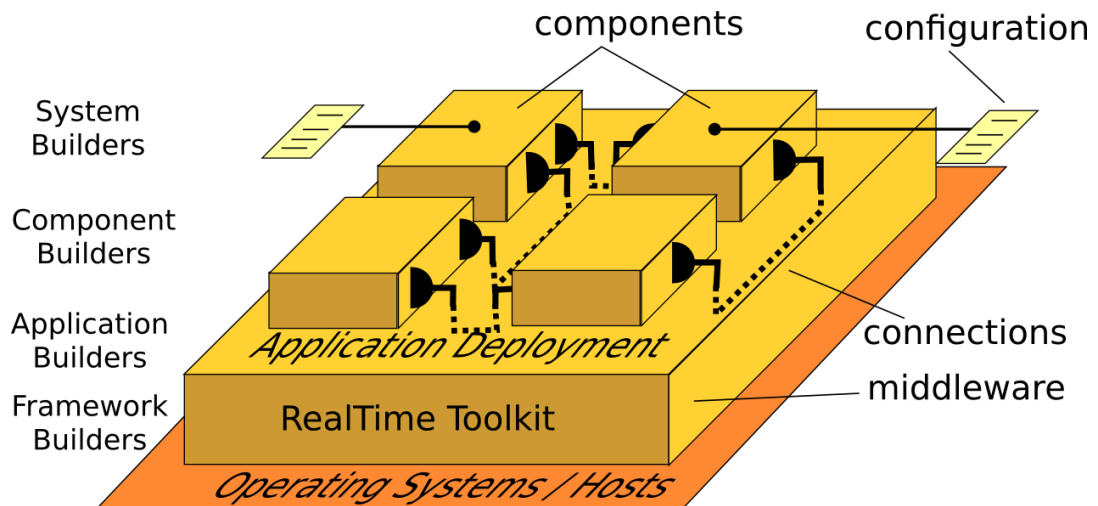 components
configuration
System
Builders
Component
Builders
Application
Builders
Framework
Builders
Application Deployment
connections
middleware
RealTime Toolkit
Operating Systems / Hosts